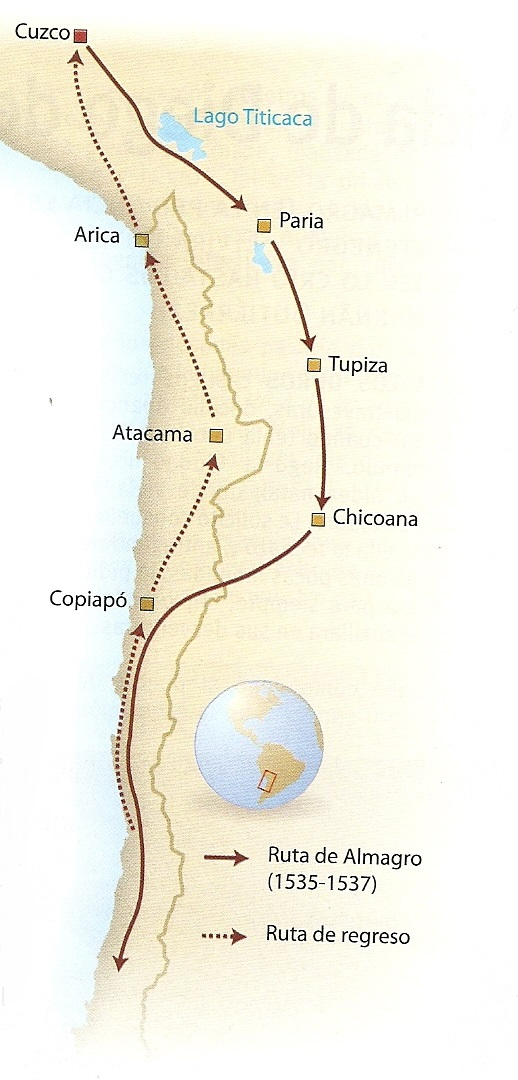 Cuzco
Lago Titicaca
Paria
Arica
Tupiza
Atacama
Chicoana
Copiapó
Ruta de Almagro
(1535-1537)
Ruta de regreso